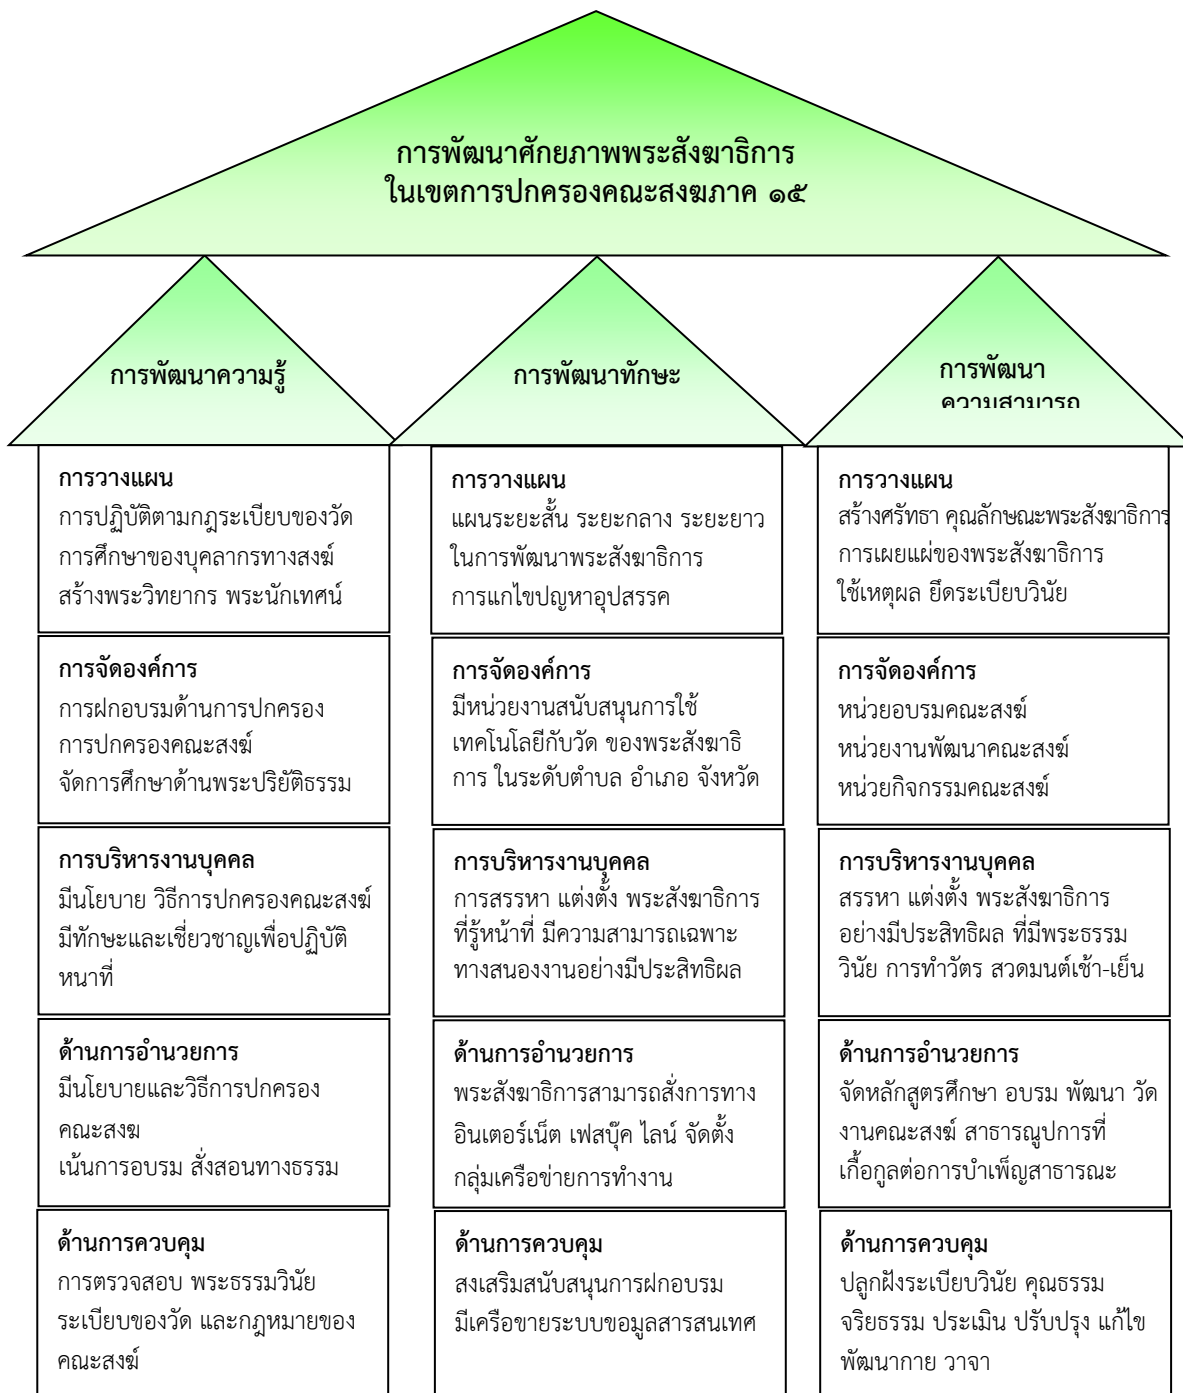 การพัฒนาศักยภาพพระสังฆาธิการ
ในเขตการปกครองคณะสงฆภาค ๑๕
การพัฒนาความรู้
การวางแผน
การปฏิบัติตามกฎระเบียบของวัด
การศึกษาของบุคลากรทางสงฆ์
สร้างพระวิทยากร พระนักเทศน์
การจัดองค์การ
การฝกอบรมด้านการปกครอง
การปกครองคณะสงฆ์
จัดการศึกษาด้านพระปริยัติธรรม
การบริหารงานบุคคล
มีนโยบาย วิธีการปกครองคณะสงฆ์
มีทักษะและเชี่ยวชาญเพื่อปฏิบัติ
หนาที่
ด้านการอำนวยการ
มีนโยบายและวิธีการปกครอง
คณะสงฆ
เน้นการอบรม สั่งสอนทางธรรม
ด้านการควบคุม
การตรวจสอบ พระธรรมวินัย
ระเบียบของวัด และกฎหมายของ
คณะสงฆ์
การพัฒนาทักษะ
การวางแผน
แผนระยะสั้น ระยะกลาง ระยะยาว
ในการพัฒนาพระสังฆาธิการ
การแกไขปญหาอุปสรรค
การจัดองค์การ
มีหน่วยงานสนับสนุนการใช้
เทคโนโลยีกับวัด ของพระสังฆาธิ
การ ในระดับตำบล อำเภอ จังหวัด
การบริหารงานบุคคล
การสรรหา แต่งตั้ง พระสังฆาธิการ
ที่รู้หน้าที่ มีความสามารถเฉพาะ
ทางสนองงานอย่างมีประสิทธิผล
ด้านการอำนวยการ
พระสังฆาธิการสามารถสั่งการทาง
อินเตอร์เน็ต เฟสบุ๊ค ไลน์ จัดตั้ง
กลุ่มเครือข่ายการทำงาน
ด้านการควบคุม
สงเสริมสนับสนุนการฝกอบรม
มีเครือขายระบบขอมูลสารสนเทศ
การพัฒนา
ความสามารถ
การวางแผน
สร้างศรัทธา คุณลักษณะพระสังฆาธิการ
การเผยแผ่ของพระสังฆาธิการ
ใช้เหตุผล ยึดระเบียบวินัย
การจัดองค์การ
หน่วยอบรมคณะสงฆ์
หน่วยงานพัฒนาคณะสงฆ์
หน่วยกิจกรรมคณะสงฆ์
การบริหารงานบุคคล
สรรหา แต่งตั้ง พระสังฆาธิการ
อย่างมีประสิทธิผล ที่มีพระธรรม
วินัย การทำวัตร สวดมนต์เช้า-เย็น
ด้านการอำนวยการ
จัดหลักสูตรศึกษา อบรม พัฒนา วัด
งานคณะสงฆ์ สาธารณูปการที่
เกื้อกูลต่อการบำเพ็ญสาธารณะ
ด้านการควบคุม
ปลูกฝังระเบียบวินัย คุณธรรม
จริยธรรม ประเมิน ปรับปรุง แก้ไข
พัฒนากาย วาจา